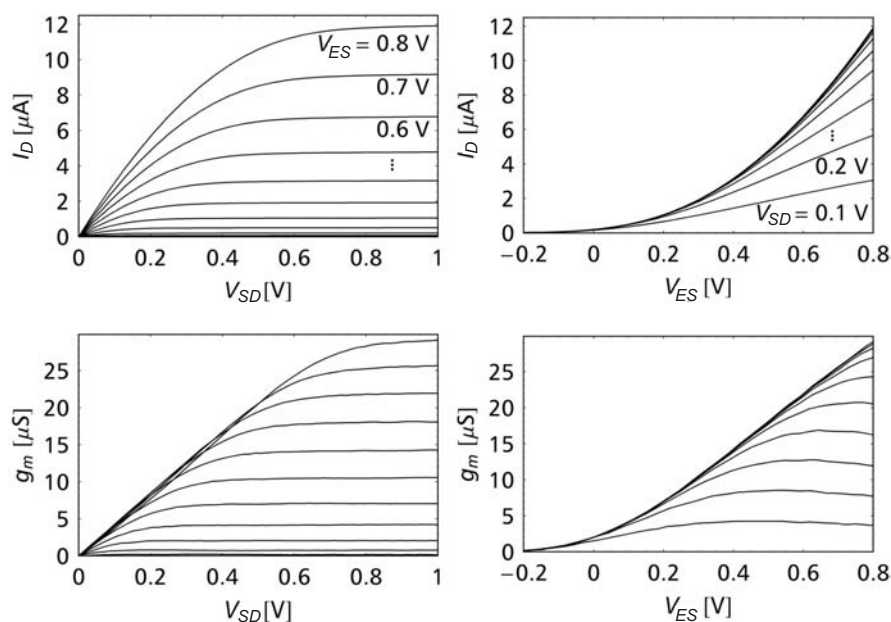 12
10
8
6
4
2
0
I_D [μA]
V_ES = 0.8 V
0.7 V
0.6 V
⋮
0 0.2 0.4 0.6 0.8 1
V_SD [V]
12
10
8
6
4
2
0
I_D [μA]
⋮
0.2 V
V_SD = 0.1 V
−0.2 0 0.2 0.4 0.6 0.8
V_ES [V]
25
20
15
10
5
0
g_m [μS]
0 0.2 0.4 0.6 0.8 1
V_SD [V]
25
20
15
10
5
0
g_m [μS]
−0.2 0 0.2 0.4 0.6 0.8
V_ES [V]